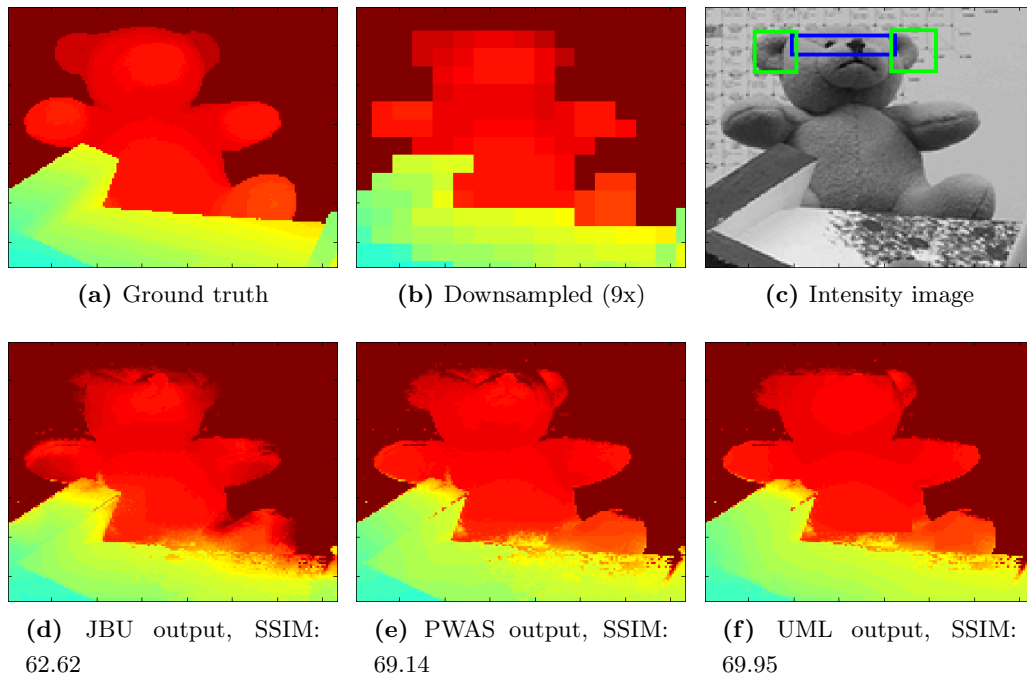 (a) Ground truth
(b) Downsampled (9x)
(c) Intensity image
(d) JBU output, SSIM:
62.62
(e) PWAS output, SSIM:
69.14
(f) UML output, SSIM:
69.95